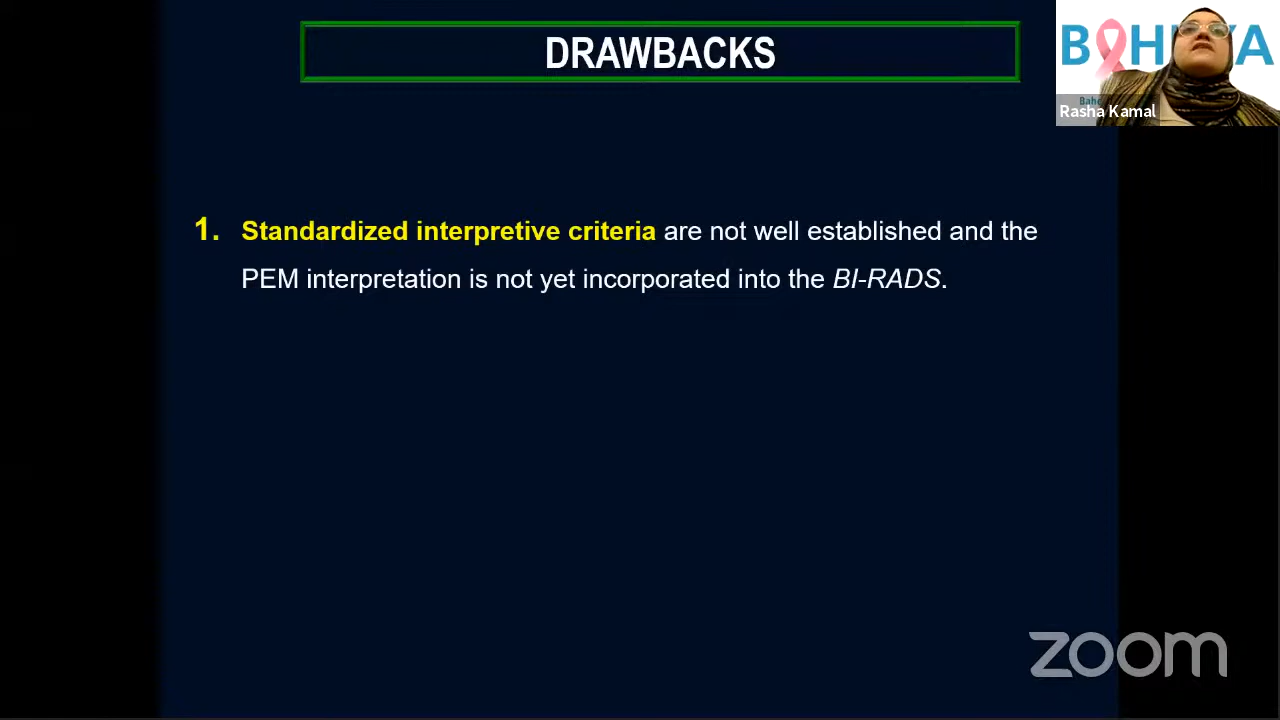 DRAWBACKS
B HEYA
Rasha Kamal
1. Standardized interpretive criteria are not well established and the
PEM interpretation is not yet incorporated into the BI-RADS.
zoom